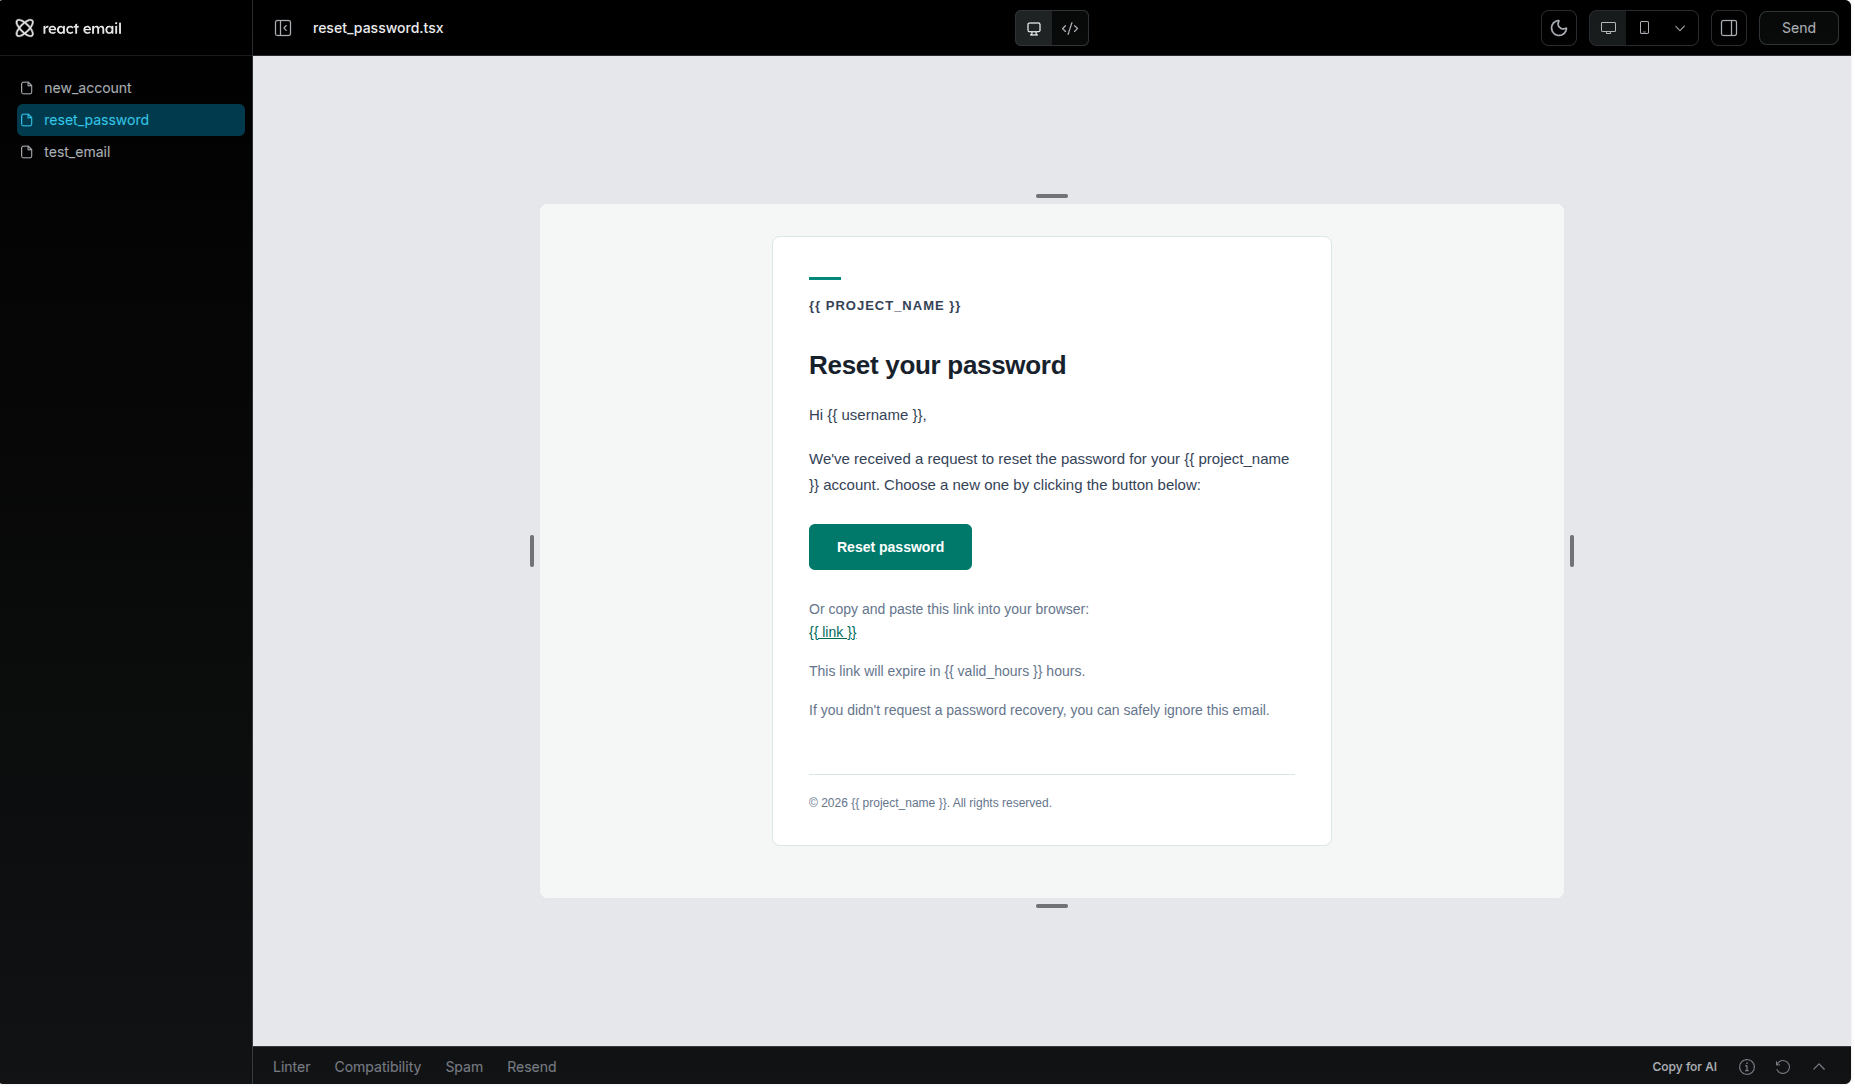 react email
reset_password.tsx
Send
new_account
reset_password
test_email
{{ PROJECT_NAME }}
Reset your password
Hi {{ username }},
We've received a request to reset the password for your {{ project_name
}} account. Choose a new one by clicking the button below:
Reset password
Or copy and paste this link into your browser:
{{ link }}
This link will expire in {{ valid_hours }} hours.
If you didn't request a password recovery, you can safely ignore this email.
© 2026 {{ project_name }}. All rights reserved.
Linter Compatibility Spam Resend Copy for AI